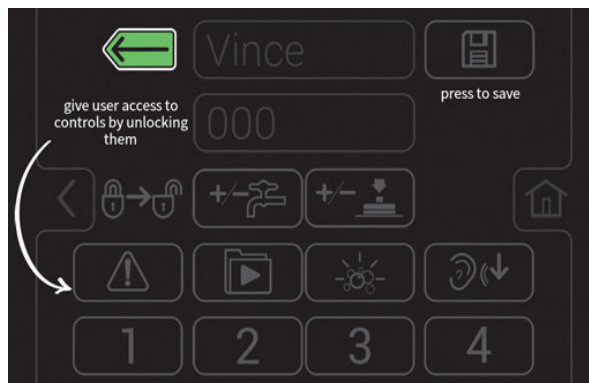 Vince
press to save
give user access to
controls by unlocking
them
000
+/- +/-
1 2 3 4